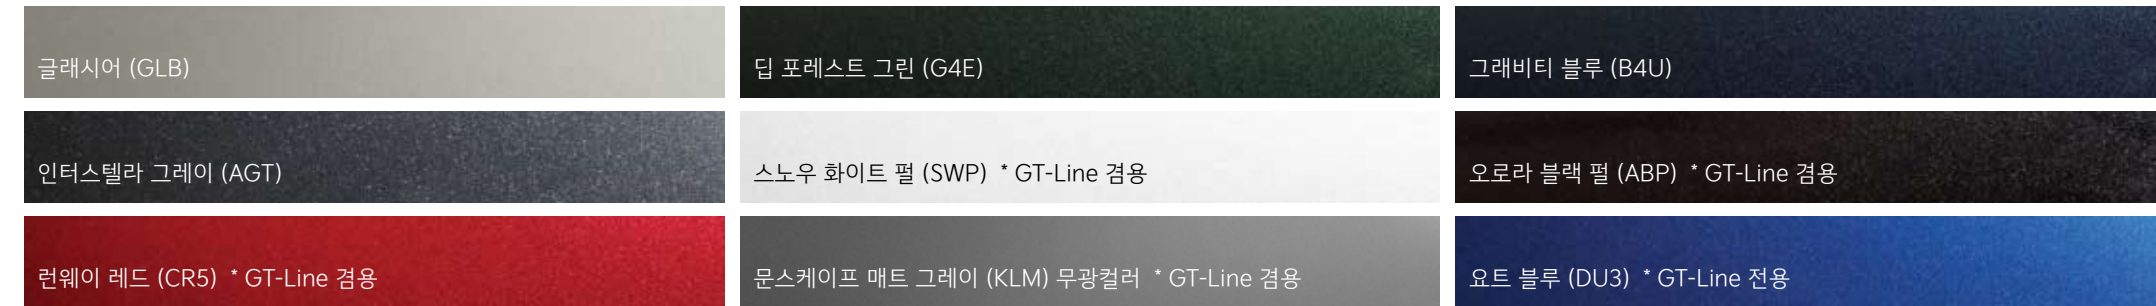 글래시어 (GLB)
딥 포레스트 그린 (G4E)
그래비티 블루 (B4U)
인터스텔라 그레이 (AGT)
스노우 화이트 펄 (SWP) * GT-Line 겸용
오로라 블랙 펄 (ABP) * GT-Line 겸용
런웨이 레드 (CR5) * GT-Line 겸용
문스케이프 매트 그레이 (KLM) 무광컬러 * GT-Line 겸용
요트 블루 (DU3) * GT-Line 전용